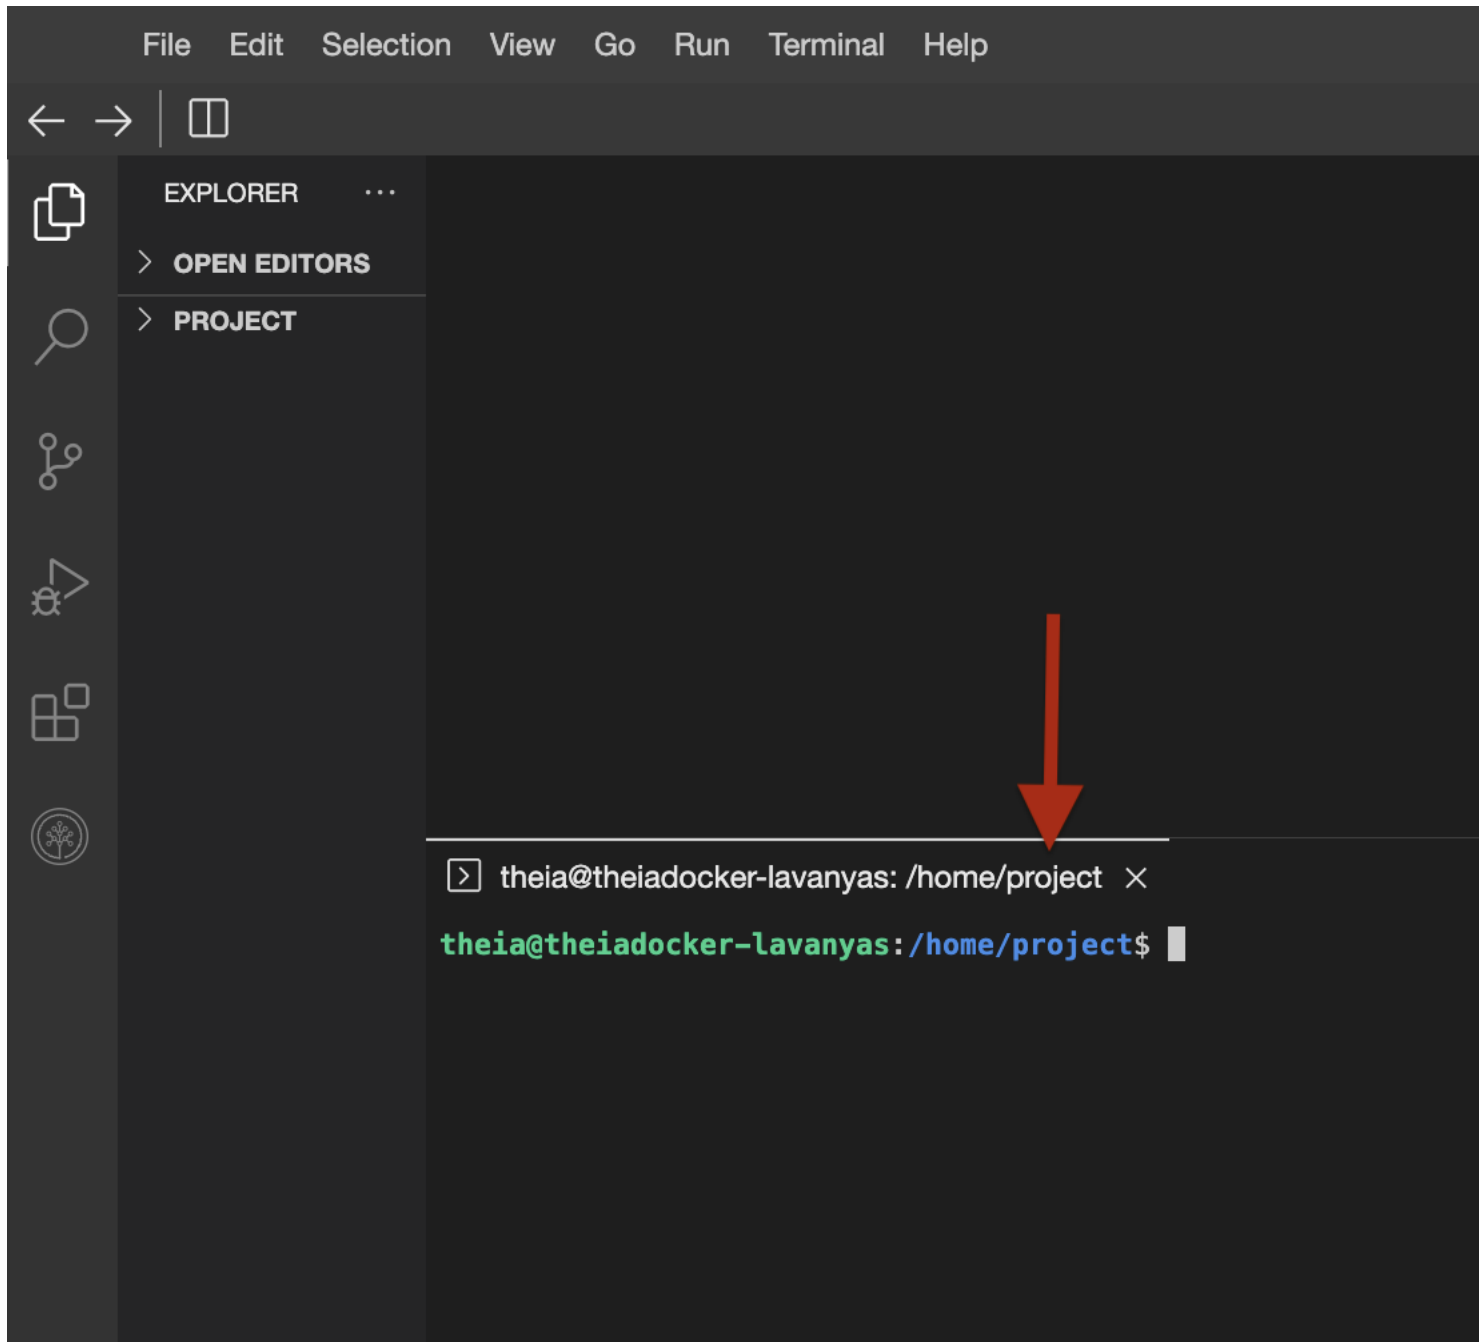 File Edit Selection View Go Run Terminal Help
EXPLORER ...
OPEN EDITORS
PROJECT
theia@theiadocker-lavanyas: /home/project
theia@theiadocker-lavanyas:/home/project$